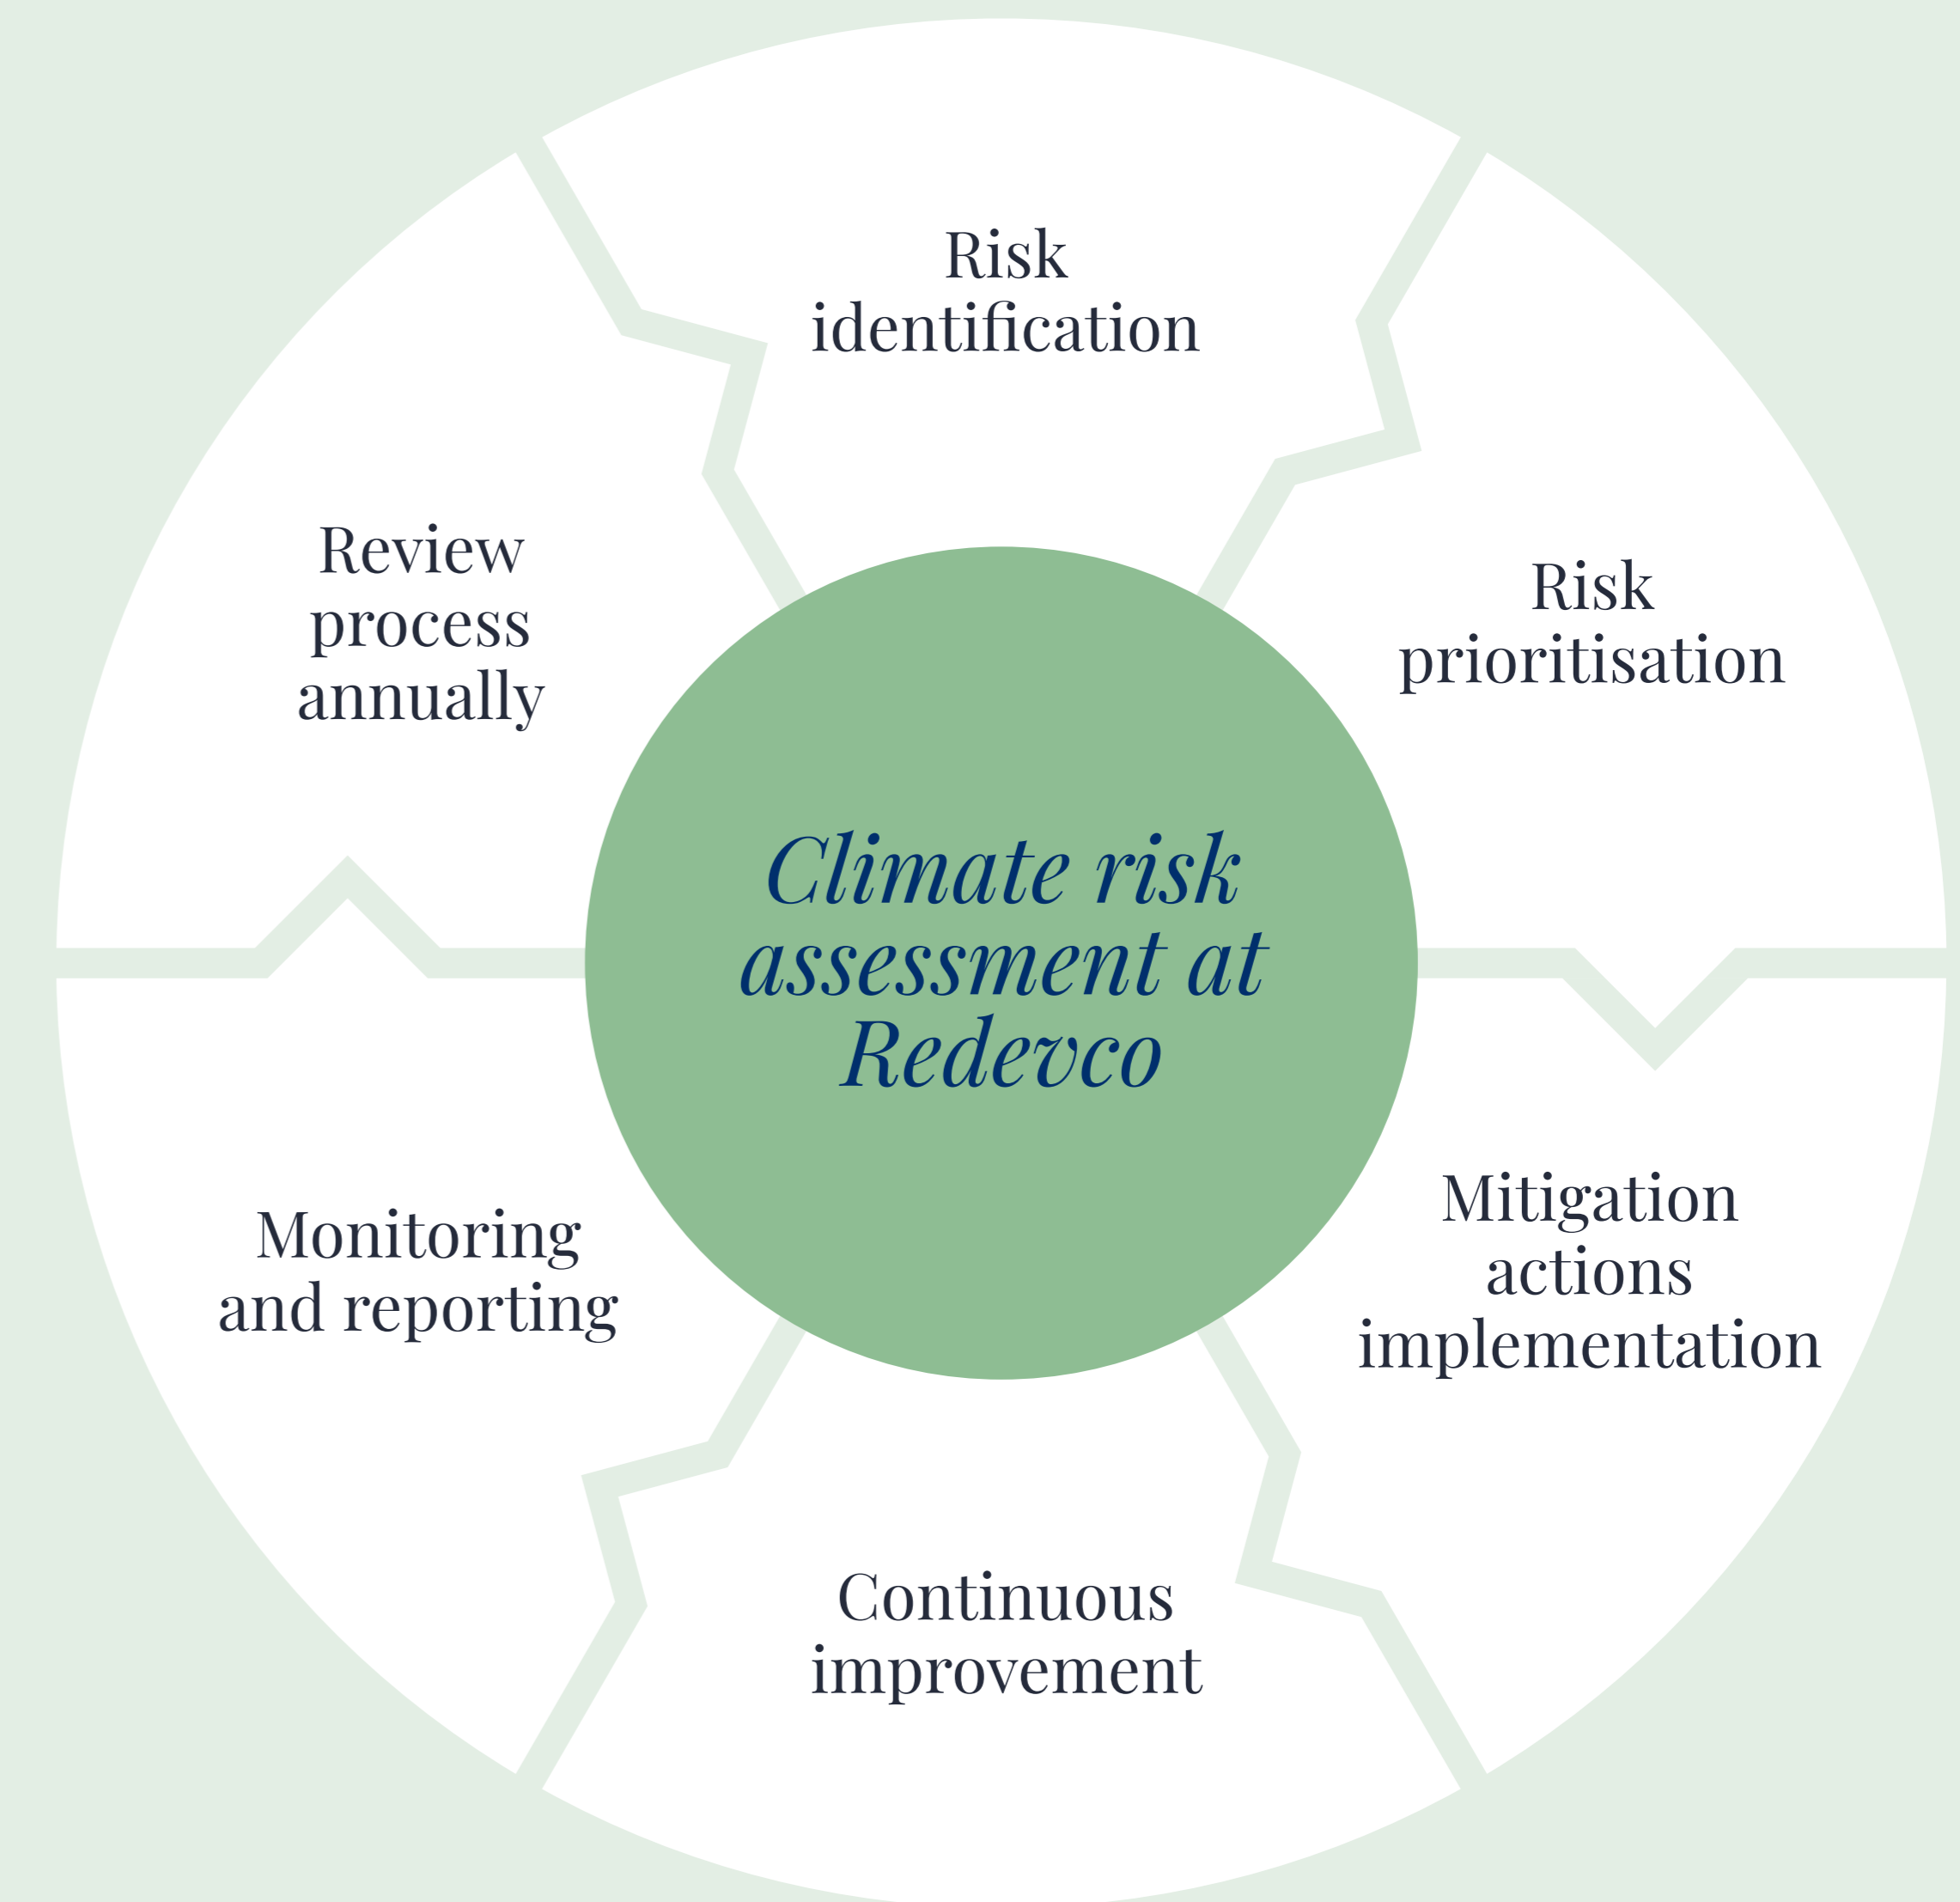 Risk
identification
Risk
prioritisation
Mitigation
actions
implementation
Continuous
improvement
Monitoring
and reporting
Review
process
annually
Climate risk
assessment at
Redevco